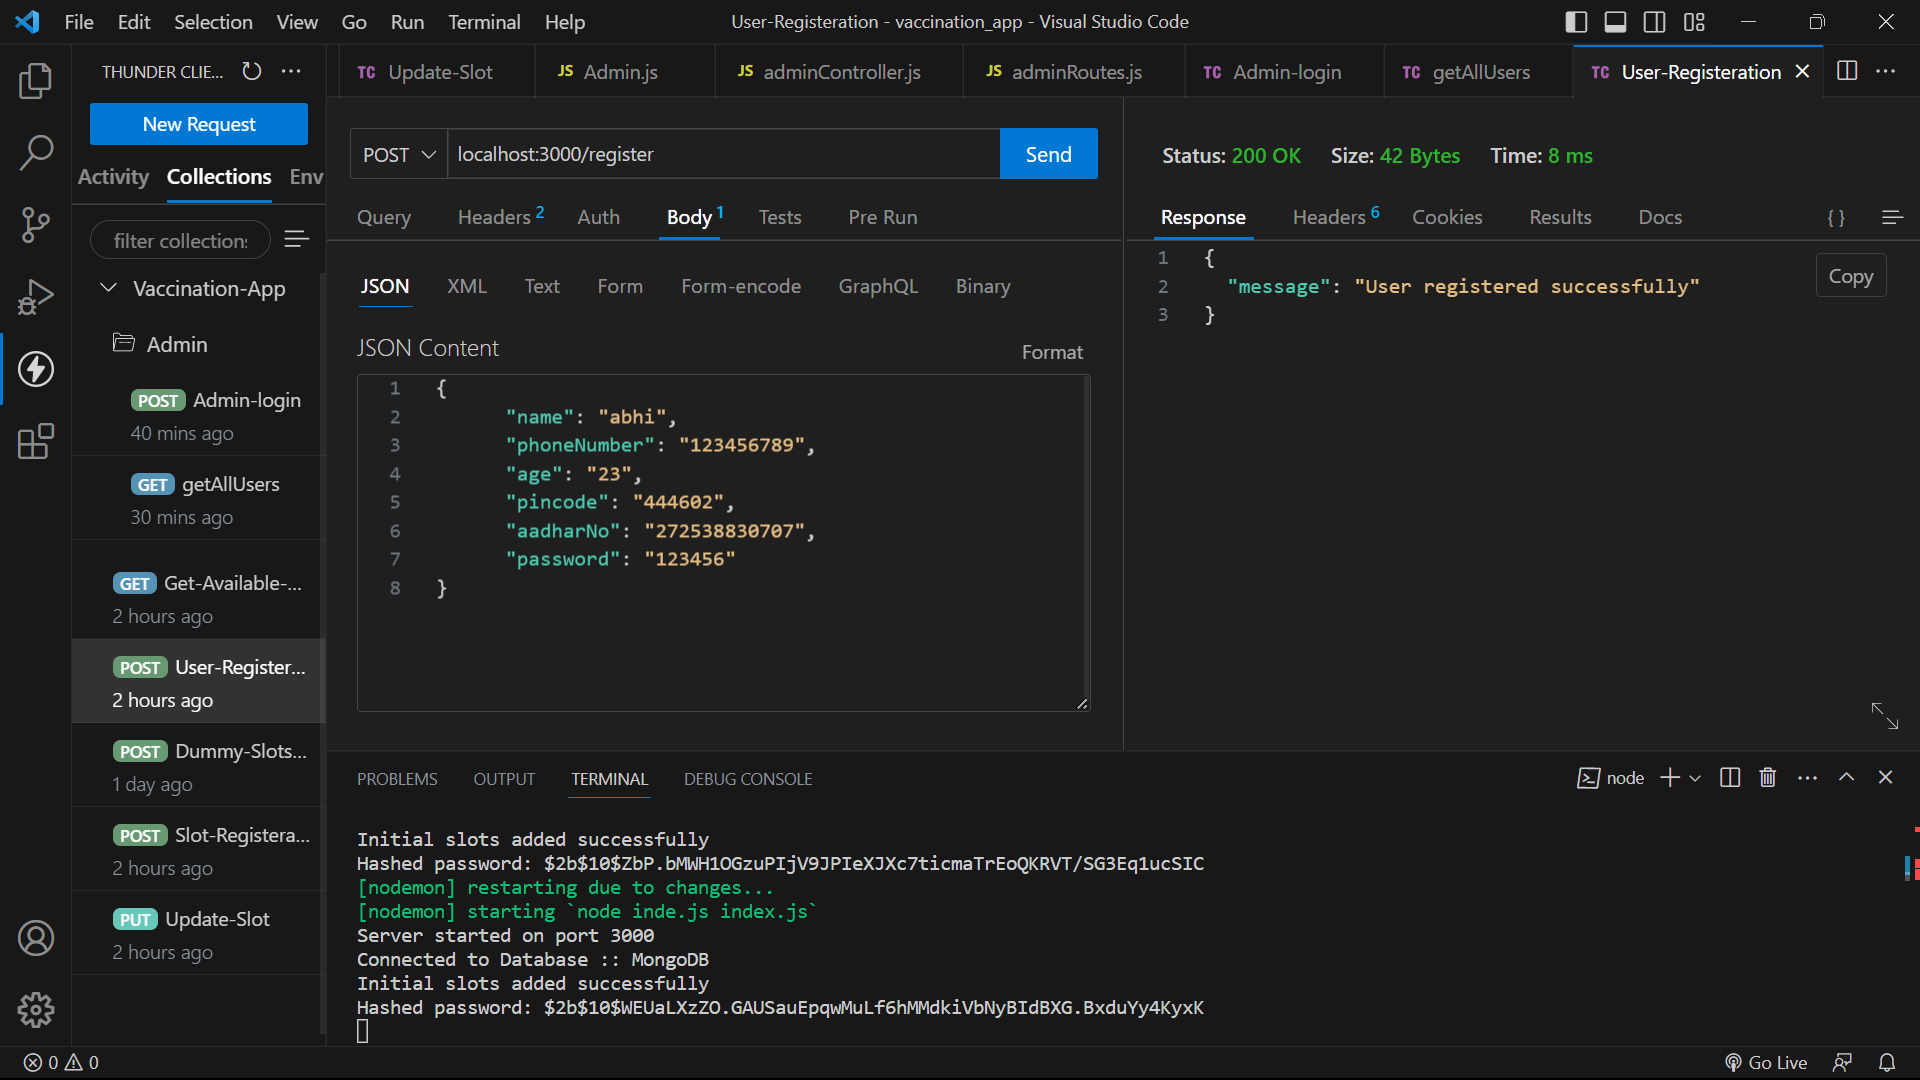 File Edit Selection View Go Run Terminal Help
User-Registeration - vaccination_app - Visual Studio Code
THUNDER CLIE...
TC Update-Slot
JS Admin.js
JS adminController.js
JS adminRoutes.js
TC Admin-login
TC getAllUsers
TC User-Registeration
New Request
Activity Collections Env
filter collections
Vaccination-App
Admin
POST Admin-login
40 mins ago
GET getAllUsers
30 mins ago
GET Get-Available-...
2 hours ago
POST User-Register...
2 hours ago
POST Dummy-Slots...
1 day ago
POST Slot-Registera...
2 hours ago
PUT Update-Slot
2 hours ago
POST localhost:3000/register Send
Query Headers 2 Auth Body 1 Tests Pre Run
JSON XML Text Form Form-encode GraphQL Binary
JSON Content
Format
1 {
2 "name": "abhi",
3 "phoneNumber": "123456789",
4 "age": "23",
5 "pincode": "444602",
6 "aadharNo": "272538830707",
7 "password": "123456"
8 }
Status: 200 OK Size: 42 Bytes Time: 8 ms
Response Headers 6 Cookies Results Docs { }
1 {
2 "message": "User registered successfully"
3 }
Copy
PROBLEMS OUTPUT TERMINAL DEBUG CONSOLE
node
Initial slots added successfully
Hashed password: $2b$10$ZbP.bMWH1OGzuPIjV9JPIeXJXc7ticmaTrEoQKRVT/SG3Eq1ucSIC
[nodemon] restarting due to changes...
[nodemon] starting `node inde.js index.js`
Server started on port 3000
Connected to Database :: MongoDB
Initial slots added successfully
Hashed password: $2b$10$WEUaLXzZO.GAUSauEpqwMuLf6hMMdkiVbNyBIdBXG.BxduYy4KyxK
0 0
Go Live